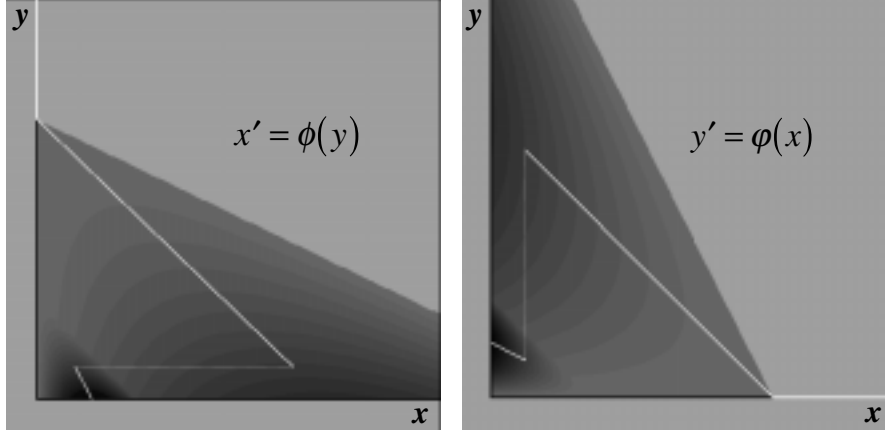 y
x′ = ϕ(y)
x
y
y′ = φ(x)
x